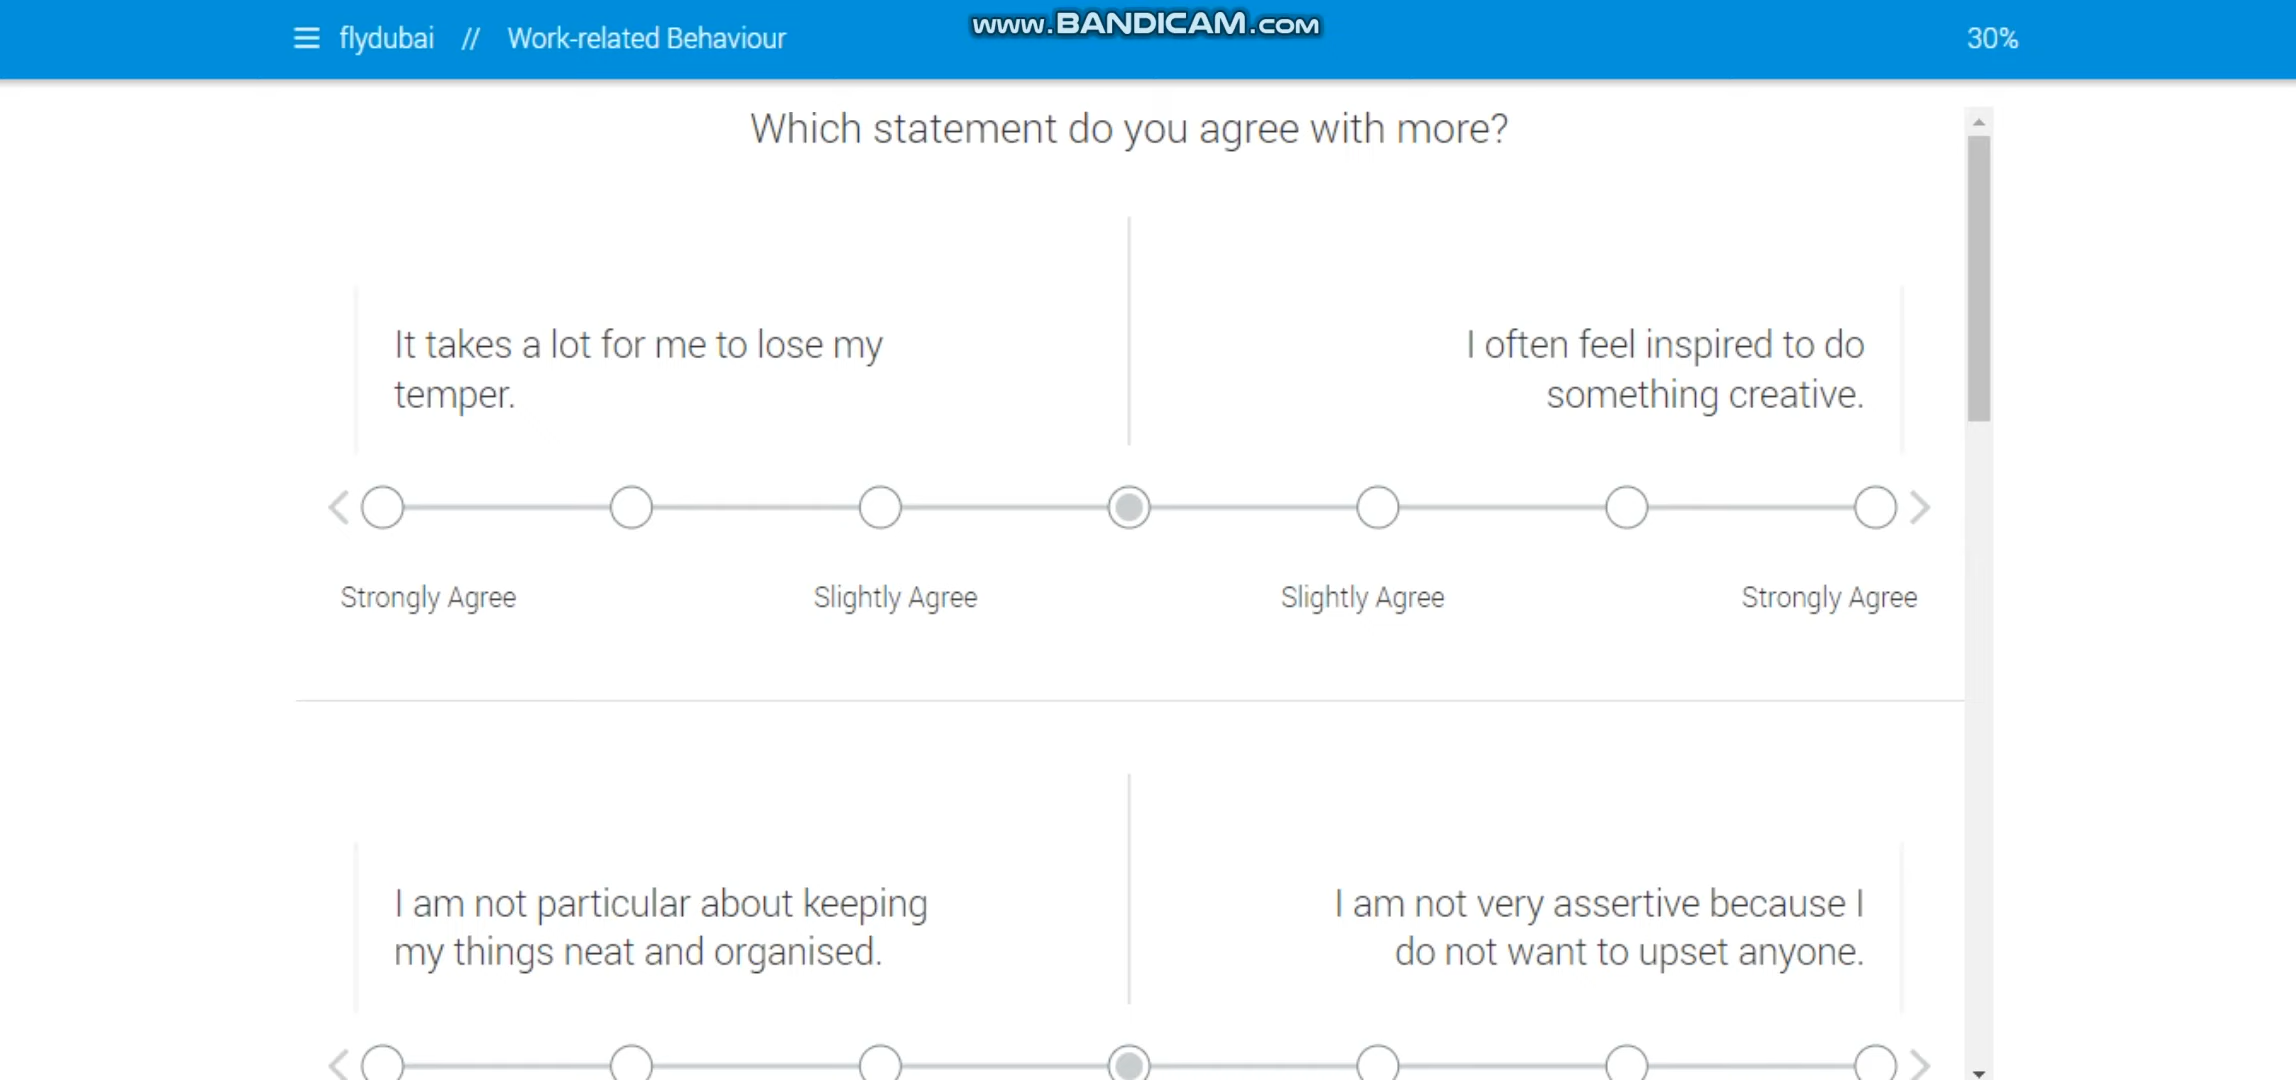 flydubai // Work-related Behaviour
www.BANDICAM.com
30%
Which statement do you agree with more?
It takes a lot for me to lose my
temper.
I often feel inspired to do
something creative.
Strongly Agree
Slightly Agree
Slightly Agree
Strongly Agree
I am not particular about keeping
my things neat and organised.
I am not very assertive because I
do not want to upset anyone.